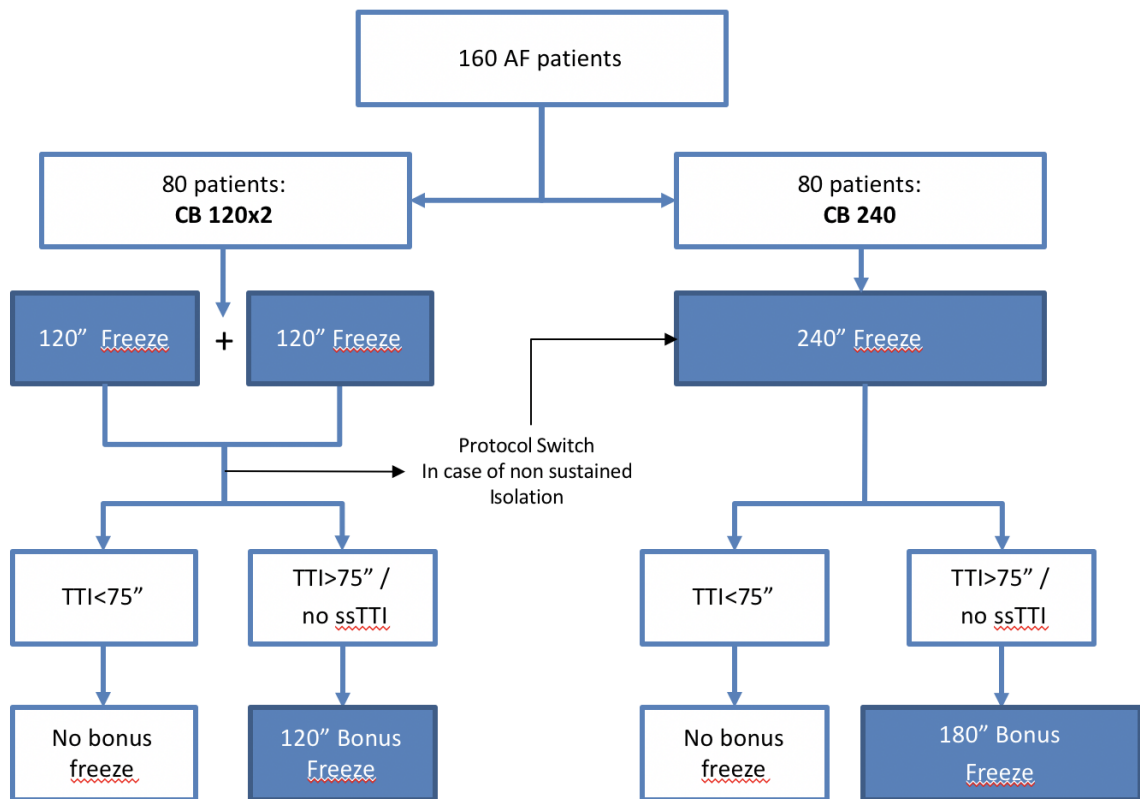 160 AF patients
80 patients:
CB 120x2
80 patients:
CB 240
120” Freeze
+
120” Freeze
240” Freeze
Protocol Switch
In case of non sustained
Isolation
TTI<75”
TTI>75” /
no ssTTI
TTI<75”
TTI>75” /
no ssTTI
No bonus
freeze
120” Bonus
Freeze
No bonus
freeze
180” Bonus
Freeze